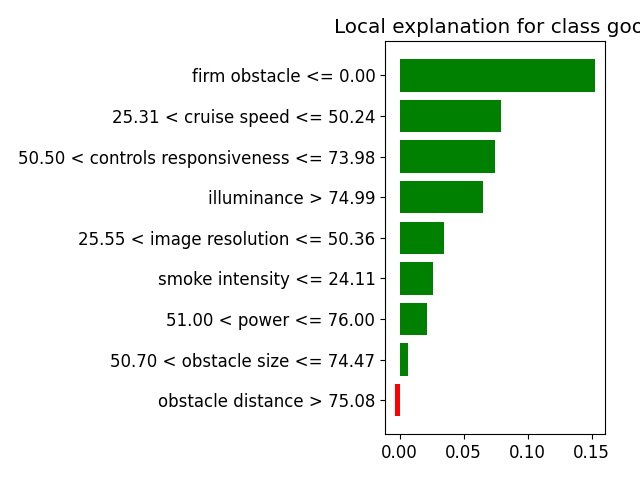 Local explanation for class goo
firm obstacle <= 0.00
25.31 < cruise speed <= 50.24
50.50 < controls responsiveness <= 73.98
illuminance > 74.99
25.55 < image resolution <= 50.36
smoke intensity <= 24.11
51.00 < power <= 76.00
50.70 < obstacle size <= 74.47
obstacle distance > 75.08
0.00 0.05 0.10 0.15